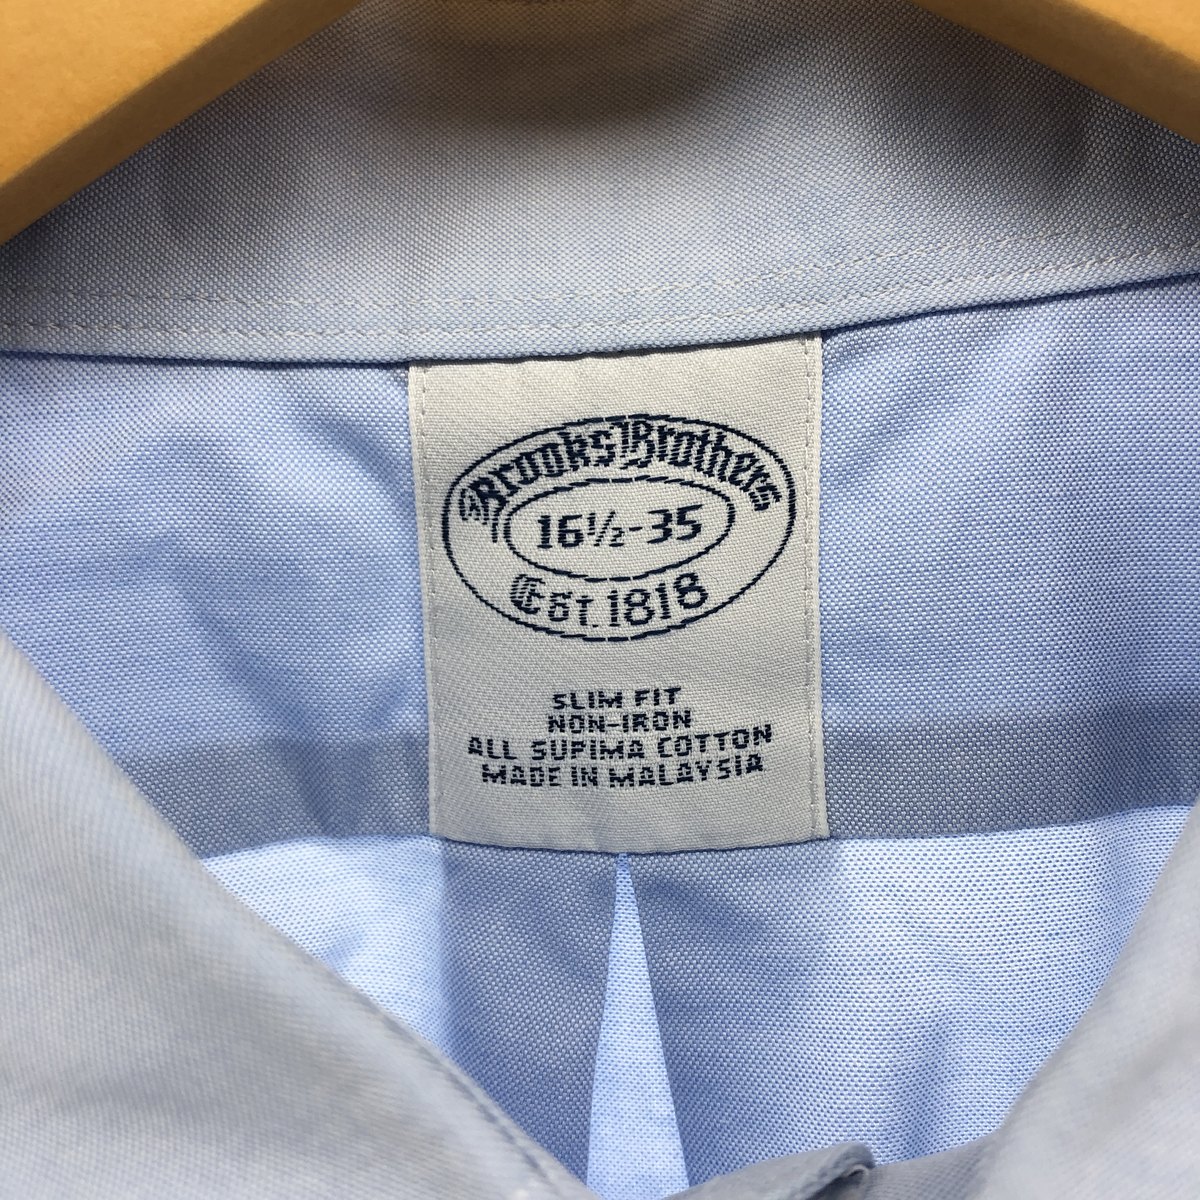 Brooks Brothers
16½-35
Est. 1818
SLIM FIT
NON-IRON
ALL SUPIMA COTTON
MADE IN MALAYSIA